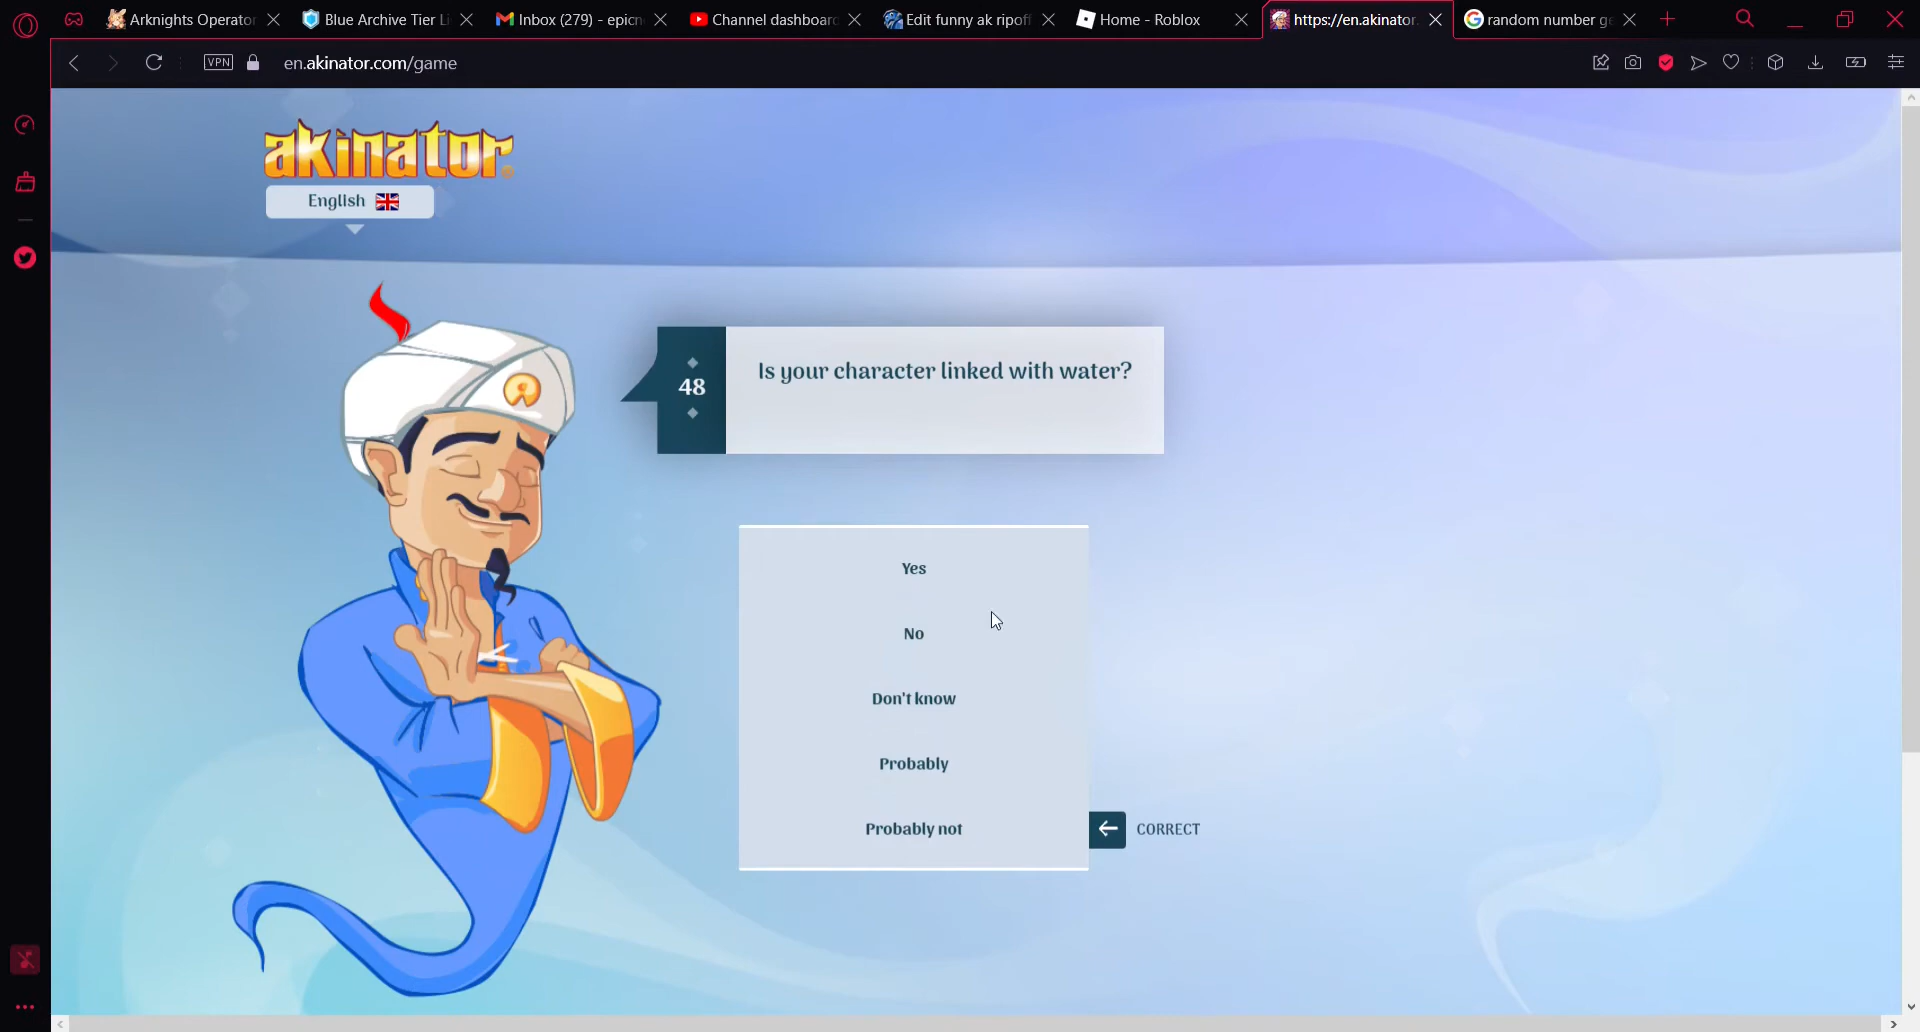 Arknights Operator
Blue Archive Tier Li
Inbox (279) - epicn
Channel dashboard
Edit funny ak ripoff
Home - Roblox
https://en.akinator.
random number ge
VPN
en.akinator.com/game
akinator
English
48
Is your character linked with water?
Yes
No
Don't know
Probably
Probably not
CORRECT